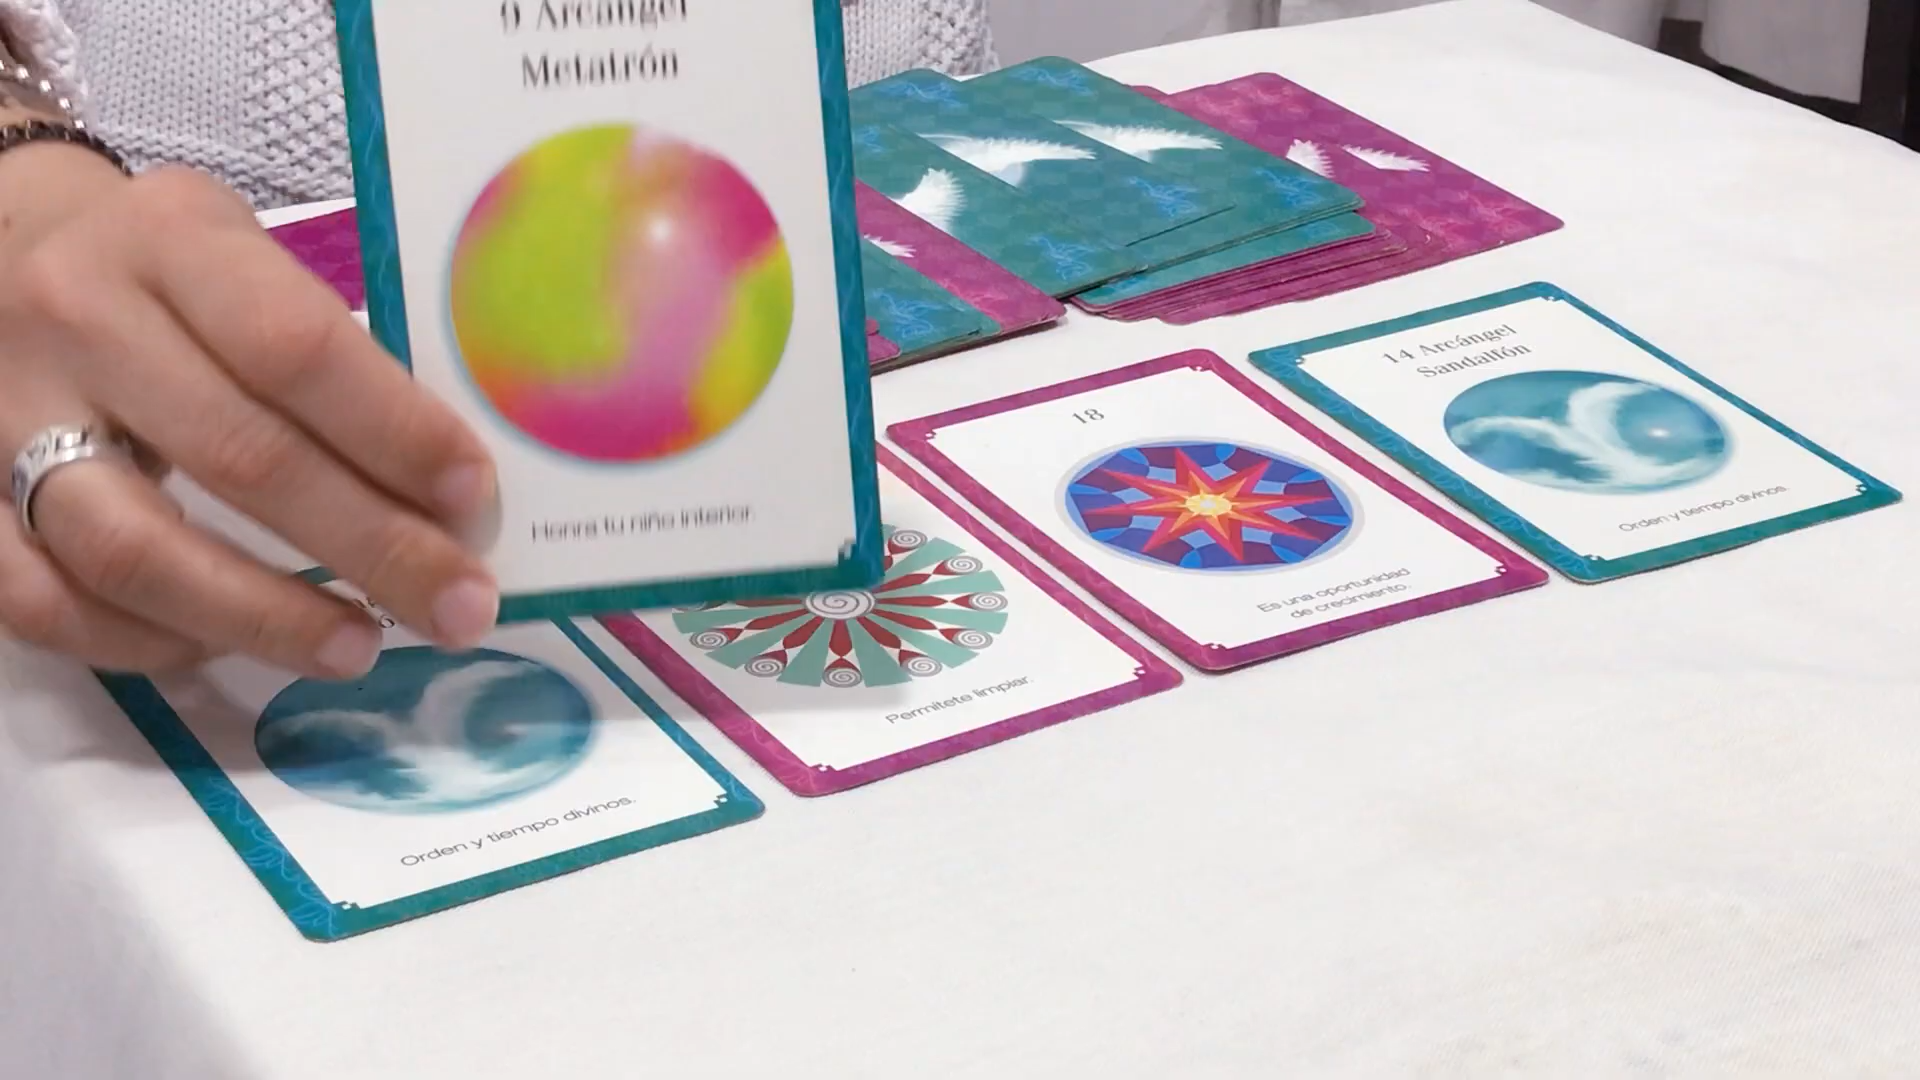 9 Arcángel
Metatrón
Honra tu niño interior.
Orden y tiempo divinos.
Permítete limpiar.
18
Es una oportunidad
de crecimiento.
14 Arcángel
Sandalfón
Orden y tiempo divinos.